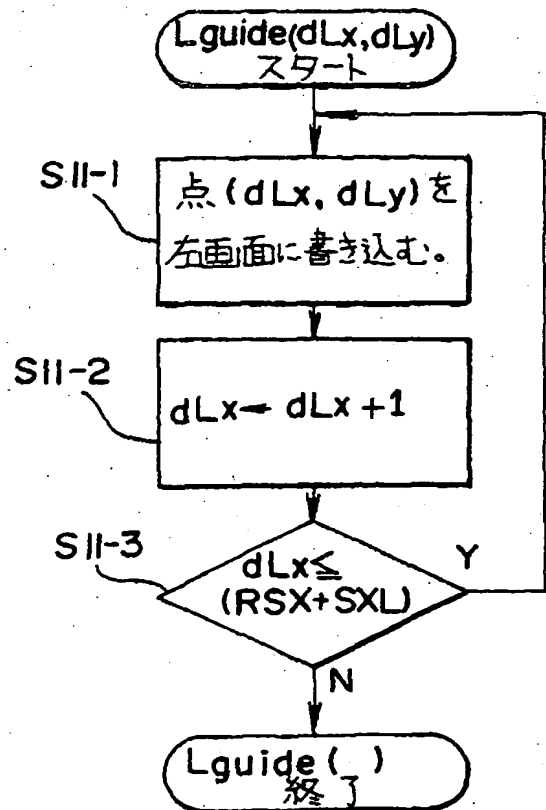 Lguide(dLx,dLy)
スタート
S11-1
点(dLx, dLy)を
左画面に書き込む。
S11-2
dLx← dLx+1
S11-3
dLx≦
(RSX+SXL)
Y
N
Lguide( )
終了